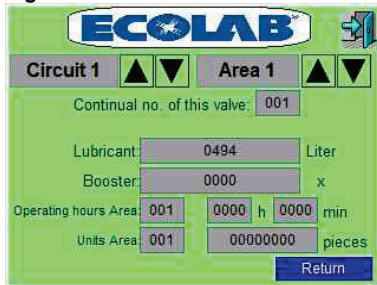 ECOLAB
Circuit 1 Area 1
Continual no. of this valve: 001
Lubricant: 0494 Liter
Booster: 0000 x
Operating hours Area: 001 0000 h 0000 min
Units Area: 001 00000000 pieces
Return